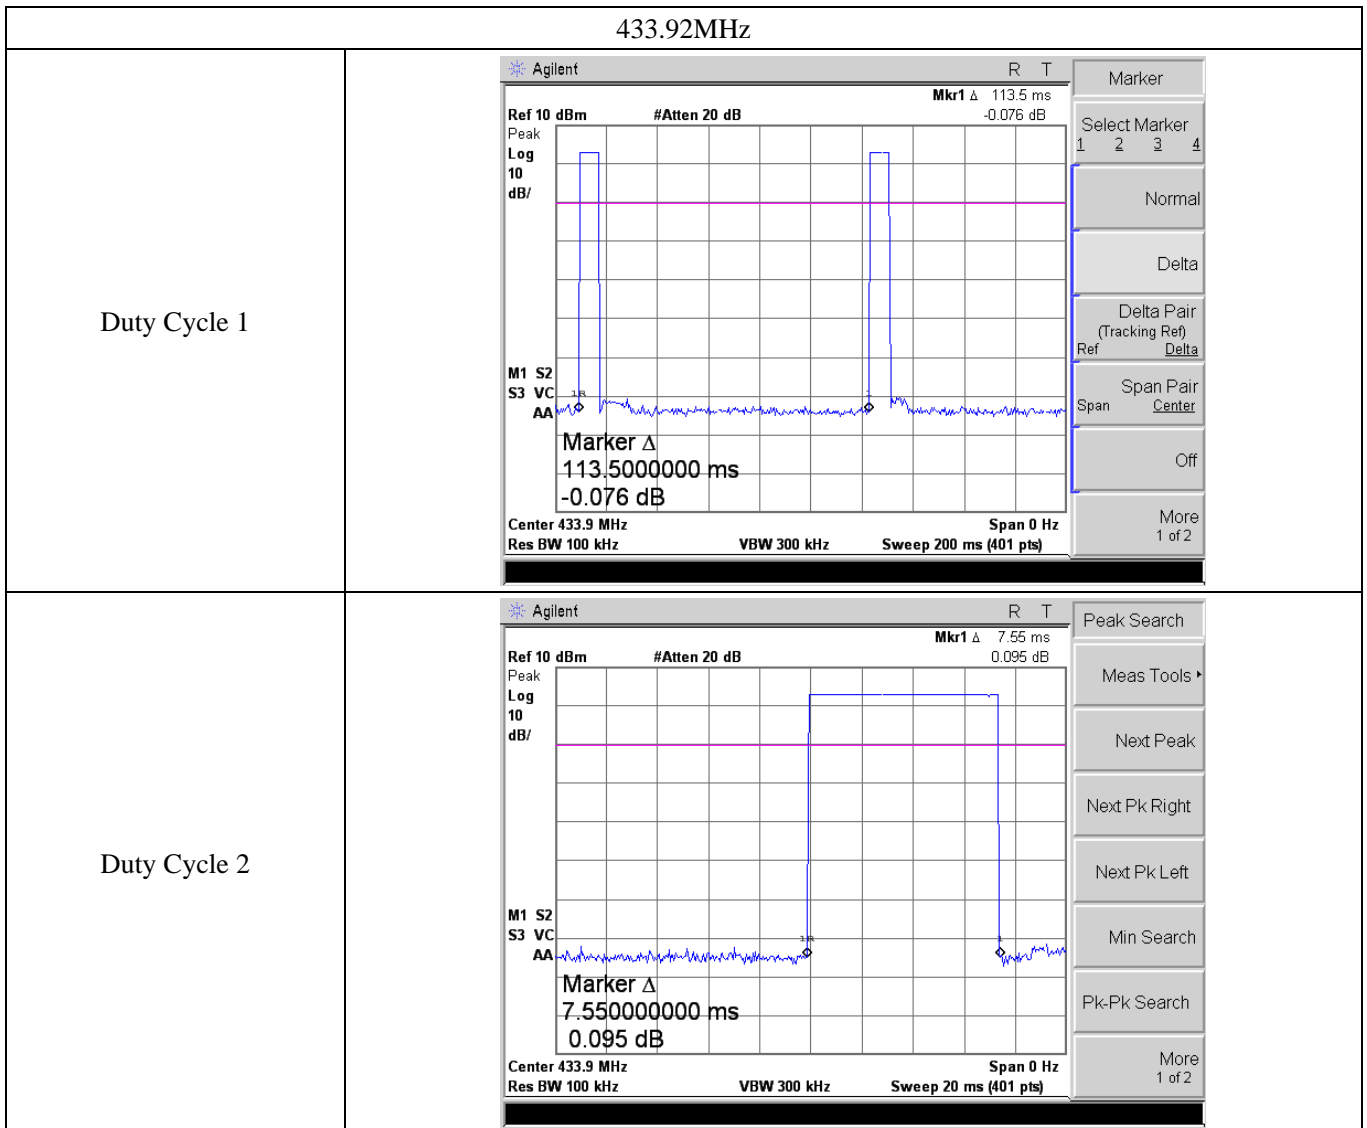 433.92MHz
Duty Cycle 1
Agilent R T
Mkr1 Δ 113.5 ms
Ref 10 dBm #Atten 20 dB -0.076 dB
Peak
Log
10
dB/
M1 S2
S3 VC
AA
1R
1
Marker Δ
113.5000000 ms
-0.076 dB
Center 433.9 MHz Span 0 Hz
Res BW 100 kHz VBW 300 kHz Sweep 200 ms (401 pts)
Marker
Select Marker
1 2 3 4
Normal
Delta
Delta Pair
(Tracking Ref)
Ref Delta
Span Pair
Span Center
Off
More
1 of 2
Duty Cycle 2
Agilent R T
Mkr1 Δ 7.55 ms
Ref 10 dBm #Atten 20 dB 0.095 dB
Peak
Log
10
dB/
M1 S2
S3 VC
AA
1R
1
Marker Δ
7.550000000 ms
0.095 dB
Center 433.9 MHz Span 0 Hz
Res BW 100 kHz VBW 300 kHz Sweep 20 ms (401 pts)
Peak Search
Meas Tools
Next Peak
Next Pk Right
Next Pk Left
Min Search
Pk-Pk Search
More
1 of 2